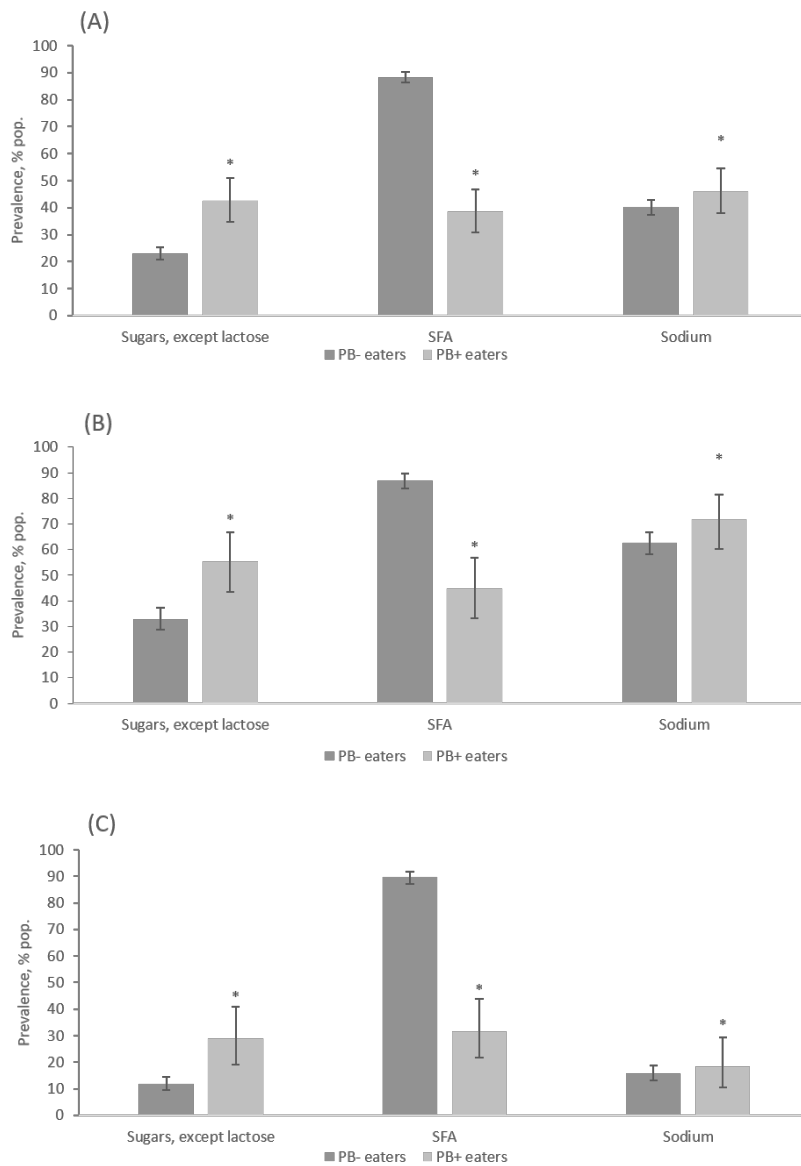 (A)
Prevalence, % pop.
100
90
80
70
60
50
40
30
20
10
0
* * *
Sugars, except lactose SFA Sodium
PB- eaters PB+ eaters
(B)
Prevalence, % pop.
100
90
80
70
60
50
40
30
20
10
0
* * *
Sugars, except lactose SFA Sodium
PB- eaters PB+ eaters
(C)
Prevalence, % pop.
100
90
80
70
60
50
40
30
20
10
0
* * *
Sugars, except lactose SFA Sodium
PB- eaters PB+ eaters